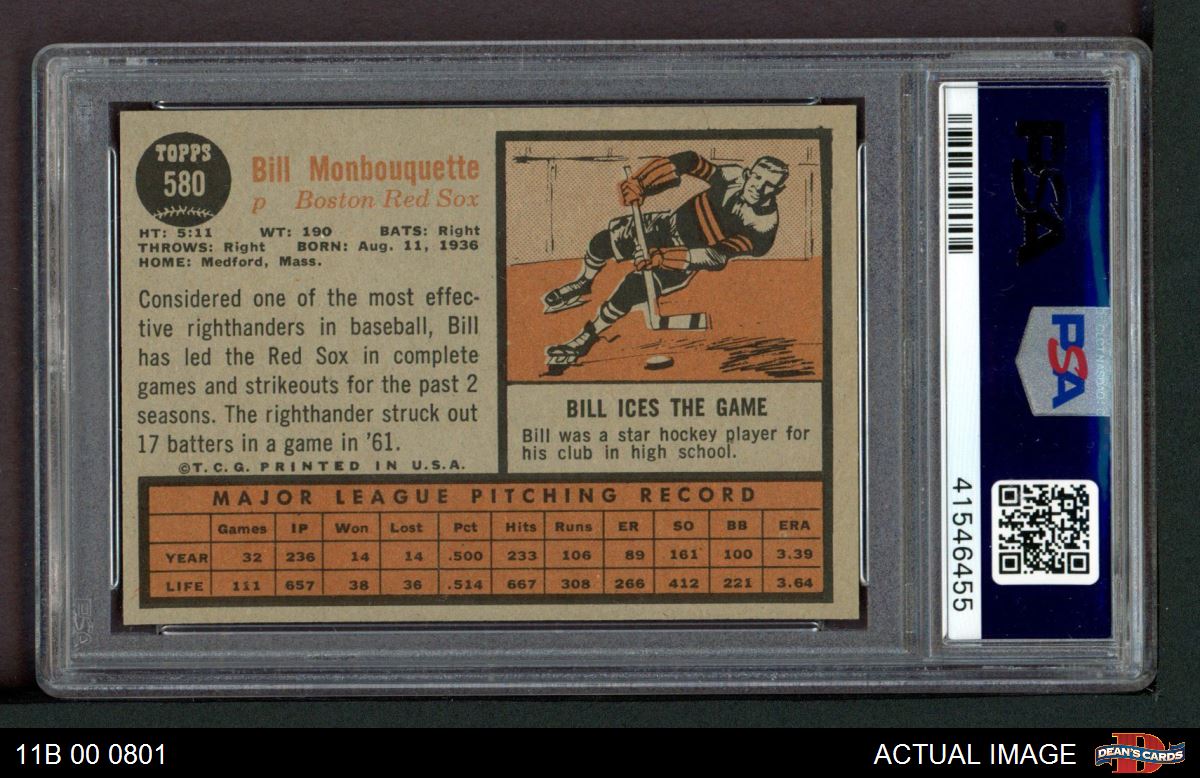 TOPPS
580
Bill Monbouquette
p Boston Red Sox
HT: 5:11 WT: 190 BATS: Right
THROWS: Right BORN: Aug. 11, 1936
HOME: Medford, Mass.
Considered one of the most effec-
tive righthanders in baseball, Bill
has led the Red Sox in complete
games and strikeouts for the past 2
seasons. The righthander struck out
17 batters in a game in '61.
©T. C. G. PRINTED IN U.S.A.
BILL ICES THE GAME
Bill was a star hockey player for
his club in high school.
MAJOR LEAGUE PITCHING RECORD
Games IP Won Lost Pct Hits Runs ER SO BB ERA
YEAR 32 236 14 14 .500 233 106 89 161 100 3.39
LIFE 111 657 38 36 .514 667 308 266 412 221 3.64
PSA
PSA
41546455
PSA
11B 00 0801
ACTUAL IMAGE
DEAN'S CARDS